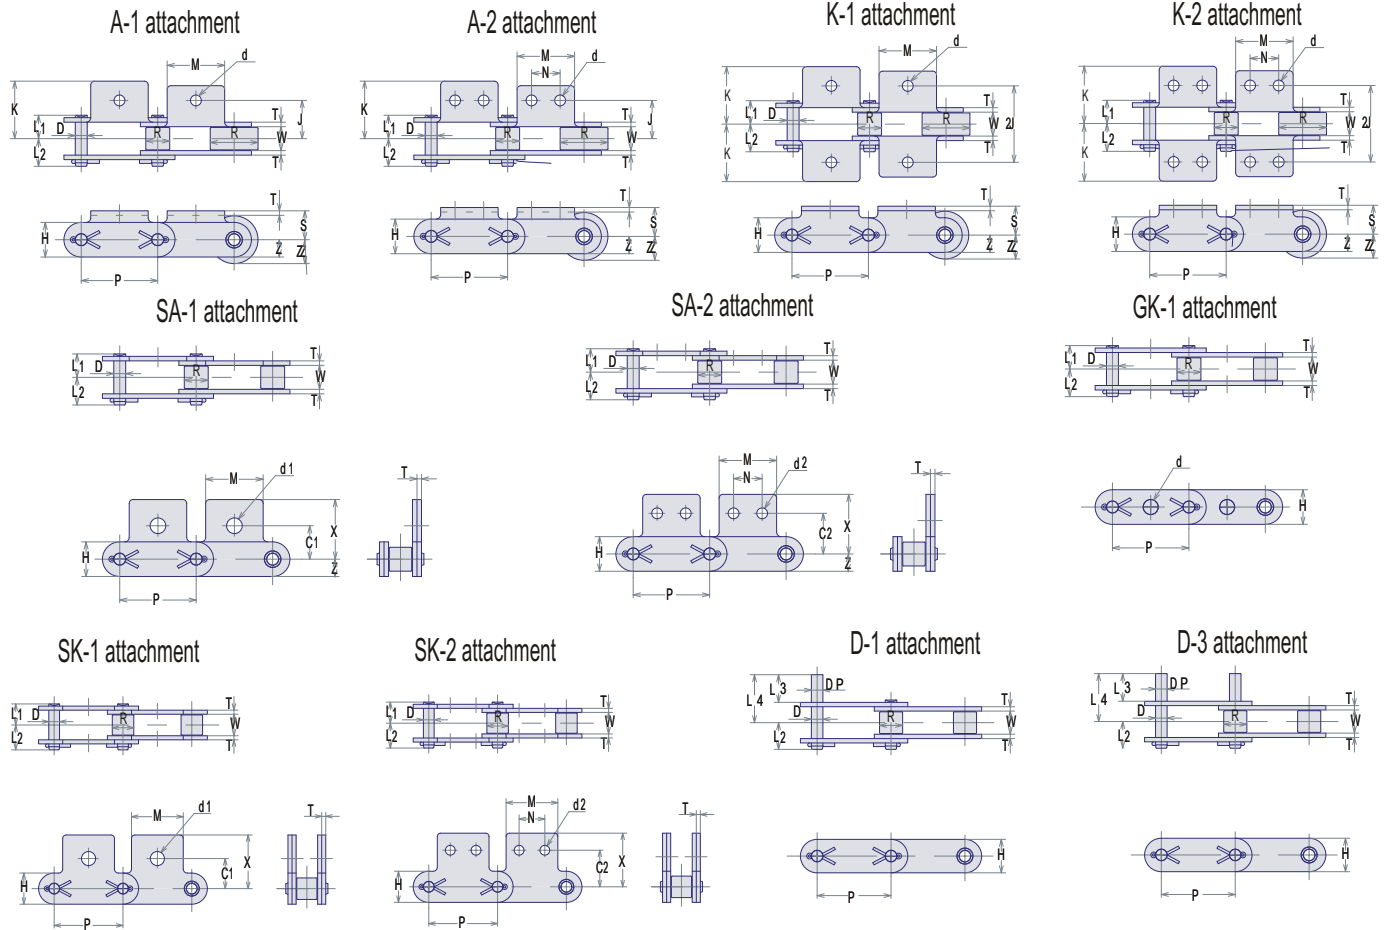 A-1 attachment
A-2 attachment
K-1 attachment
K-2 attachment
M
d
K
L1
D
L2
R
R
T
W
T
J
M
N
d
K
L1
D
L2
R
R
T
W
T
J
M
d
K
L1
D
L2
K
R
R
T
W
T
2J
M
N
d
K
L1
D
L2
K
R
R
T
W
T
2J
T
H
S
Z
Z
P
T
H
S
Z
Z
P
T
H
S
Z
Z
P
T
H
S
Z
Z
P
SA-1 attachment
SA-2 attachment
GK-1 attachment
L1
D
L2
R
T
W
T
L1
D
L2
R
T
W
T
L1
D
L2
R
T
W
T
M
d1
H
C1
X
Z
P
T
M
N
d2
H
C2
X
Z
P
T
d
H
P
SK-1 attachment
SK-2 attachment
D-1 attachment
D-3 attachment
L1
D
L2
R
T
W
T
L1
D
L2
R
T
W
T
L4
L3
DP
D
L2
R
T
W
T
L4
L3
DP
D
L2
R
T
W
T
M
d1
H
C1
X
P
T
M
N
d2
H
C2
X
P
T
H
P
H
P